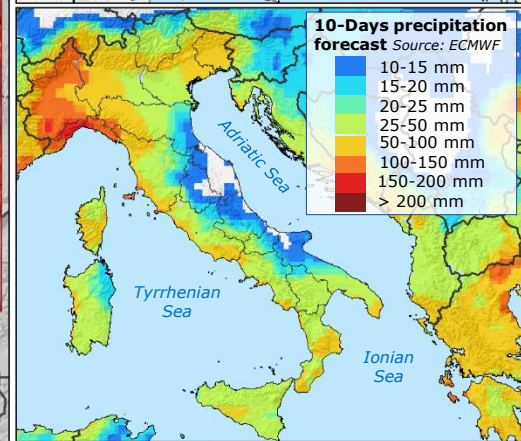 10-Days precipitation
forecast Source: ECMWF
10-15 mm
15-20 mm
20-25 mm
25-50 mm
50-100 mm
100-150 mm
150-200 mm
> 200 mm
Adriatic Sea
Tyrrhenian
Sea
Ionian
Sea